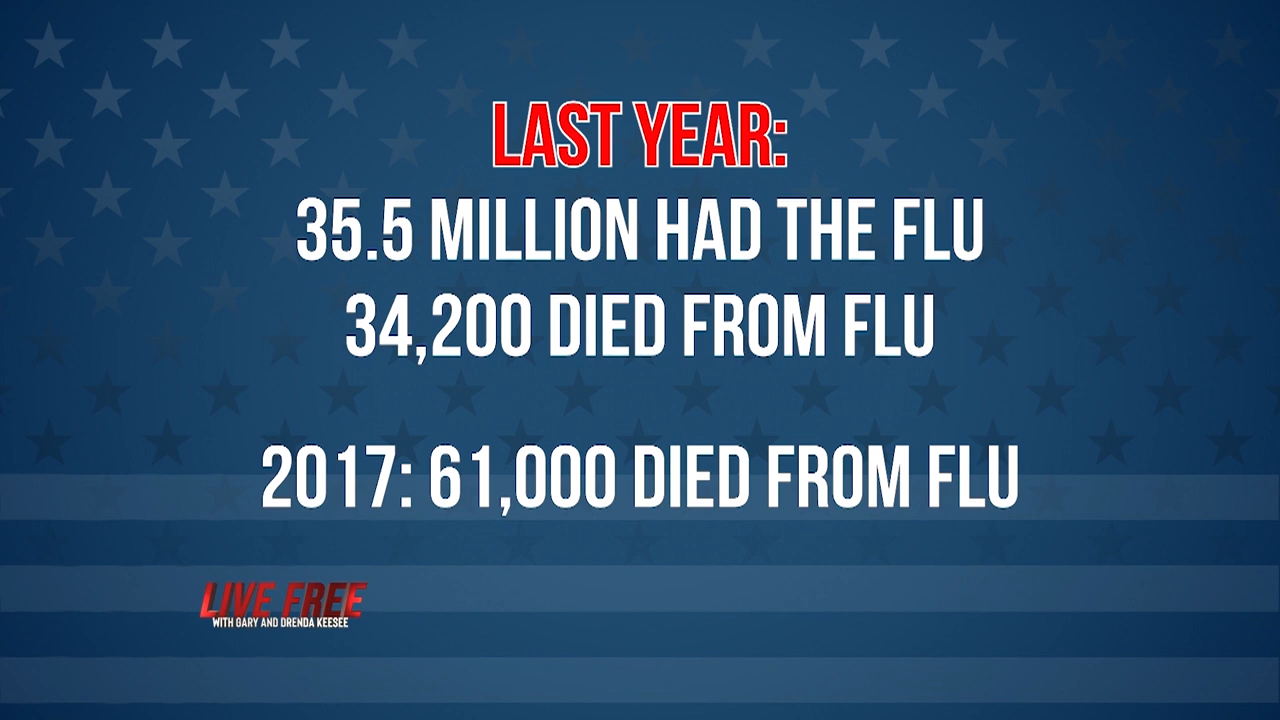 LAST YEAR:
35.5 MILLION HAD THE FLU
34,200 DIED FROM FLU
2017: 61,000 DIED FROM FLU
LIVE FREE
WITH GARY AND DRENDA KEESEE